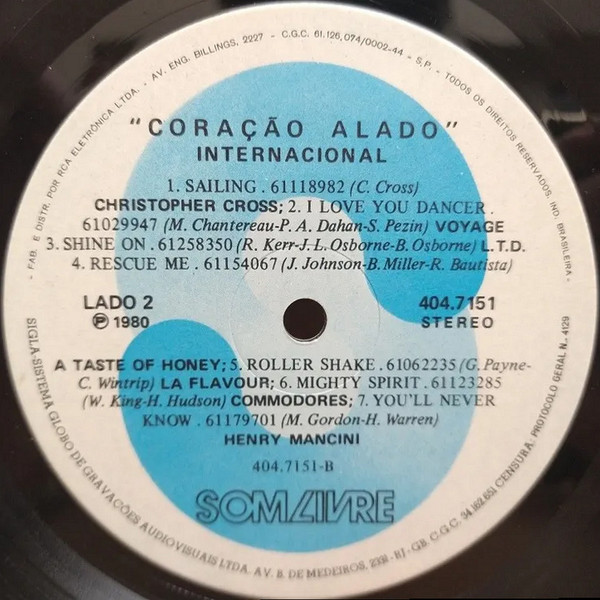 - FAB. E DISTR. POR RCA ELETRÔNICA LTDA. - AV. ENG. BILLINGS, 2227 - C.G.C. 61.126.074/0002-44 - S.P. - TODOS OS DIREITOS RESERVADOS. IND. BRASILEIRA -
"CORAÇÃO ALADO"
INTERNACIONAL
1. SAILING . 61118982 (C. Cross)
CHRISTOPHER CROSS; 2. I LOVE YOU DANCER .
61029947 (M. Chantereau-P. A. Dahan-S. Pezin) VOYAGE
3. SHINE ON . 61258350 (R. Kerr-J.L. Osborne-B. Osborne) L.T.D.
4. RESCUE ME . 61154067 (J. Johnson-B. Miller-R. Bautista)
LADO 2
Ⓟ 1980
404.7151
STEREO
A TASTE OF HONEY; 5. ROLLER SHAKE . 61062235 (G. Payne-
C. Wintrip) LA FLAVOUR; 6. MIGHTY SPIRIT . 61123285
(W. King-H. Hudson) COMMODORES; 7. YOU'LL NEVER
KNOW . 61179701 (M. Gordon-H. Warren)
HENRY MANCINI
404.7151-B
SOM LIVRE
SIGLA-SISTEMA GLOBO DE GRAVACÕES AUDIOVISUAIS LTDA. AV. B. DE MEDEIROS, 2331 - RJ - GB. C.G.C. 34.162.651 CENSURA: PROTOCOLO GERAL N.º 4129